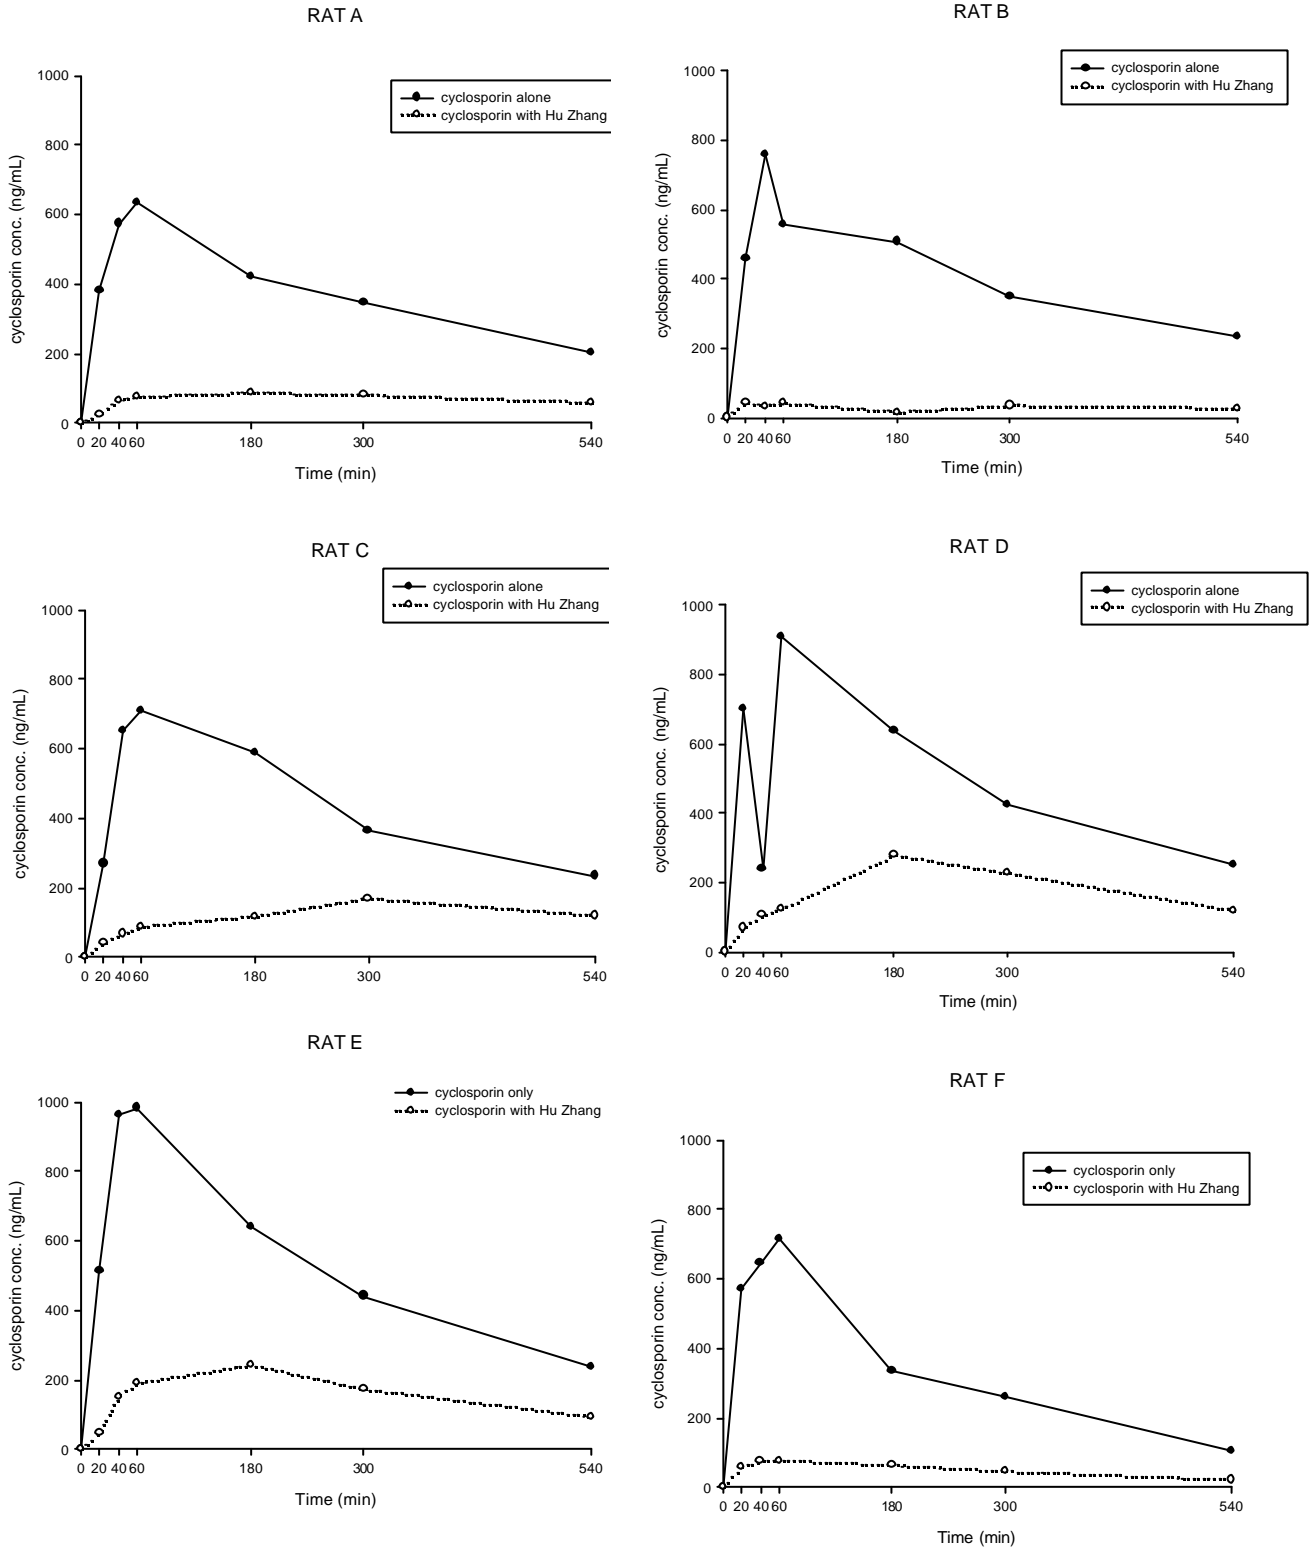 RAT A
cyclosporin alone
cyclosporin with Hu Zhang
cyclosporin conc. (ng/mL)
1000
800
600
400
200
0
0 20 40 60 180 300 540
Time (min)
RAT B
cyclosporin alone
cyclosporin with Hu Zhang
cyclosporin conc. (ng/mL)
1000
800
600
400
200
0
0 20 40 60 180 300 540
Time (min)
RAT C
cyclosporin alone
cyclosporin with Hu Zhang
cyclosporin conc. (ng/mL)
1000
800
600
400
200
0
0 20 40 60 180 300 540
RAT D
cyclosporin alone
cyclosporin with Hu Zhang
cyclosporin conc. (ng/mL)
1000
800
600
400
200
0
0 20 40 60 180 300 540
Time (min)
RAT E
cyclosporin only
cyclosporin with Hu Zhang
cyclosporin conc. (ng/mL)
1000
800
600
400
200
0
0 20 40 60 180 300 540
Time (min)
RAT F
cyclosporin only
cyclosporin with Hu Zhang
cyclosporin conc. (ng/mL)
1000
800
600
400
200
0
0 20 40 60 180 300 540
Time (min)